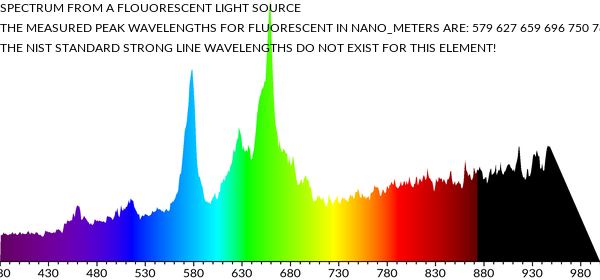 SPECTRUM FROM A FLOUORESCENT LIGHT SOURCE
THE MEASURED PEAK WAVELENGTHS FOR FLUORESCENT IN NANO_METERS ARE: 579 627 659 696 750
THE NIST STANDARD STRONG LINE WAVELENGTHS DO NOT EXIST FOR THIS ELEMENT!
430 480 530 580 630 680 730 780 830 880 930 980